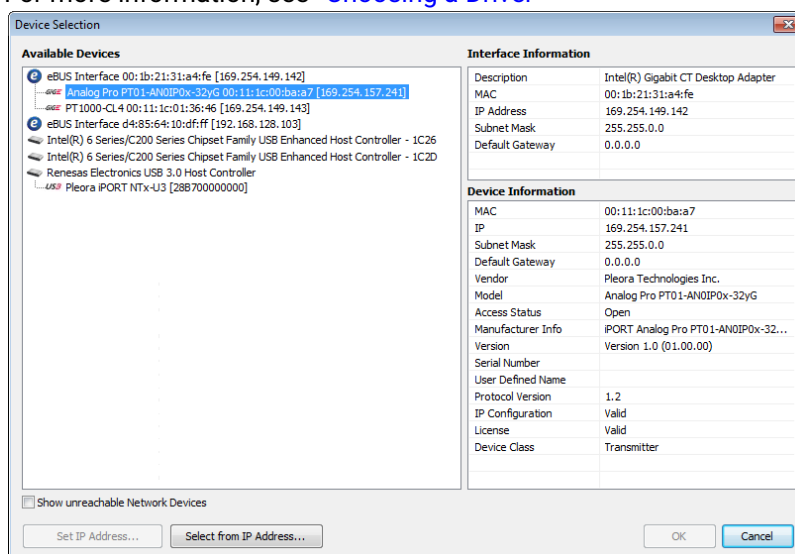 For more information, see "Choosing a Driver"
Device Selection
Available Devices
eBUS Interface 00:1b:21:31:a4:fe [169.254.149.142]
GIGE Analog Pro PT01-AN0IP0x-32yG 00:11:1c:00:ba:a7 [169.254.157.241]
GIGE PT1000-CL4 00:11:1c:01:36:46 [169.254.149.143]
eBUS Interface d4:85:64:10:df:ff [192.168.128.103]
Intel(R) 6 Series/C200 Series Chipset Family USB Enhanced Host Controller - 1C26
Intel(R) 6 Series/C200 Series Chipset Family USB Enhanced Host Controller - 1C2D
Renesas Electronics USB 3.0 Host Controller
U3 Pleora iPORT NTx-U3 [28B700000000]
Interface Information
Description Intel(R) Gigabit CT Desktop Adapter
MAC 00:1b:21:31:a4:fe
IP Address 169.254.149.142
Subnet Mask 255.255.0.0
Default Gateway 0.0.0.0
Device Information
MAC 00:11:1c:00:ba:a7
IP 169.254.157.241
Subnet Mask 255.255.0.0
Default Gateway 0.0.0.0
Vendor Pleora Technologies Inc.
Model Analog Pro PT01-AN0IP0x-32yG
Access Status Open
Manufacturer Info iPORT Analog Pro PT01-AN0IP0x-32...
Version Version 1.0 (01.00.00)
Serial Number
User Defined Name
Protocol Version 1.2
IP Configuration Valid
License Valid
Device Class Transmitter
Show unreachable Network Devices
Set IP Address... Select from IP Address... OK Cancel